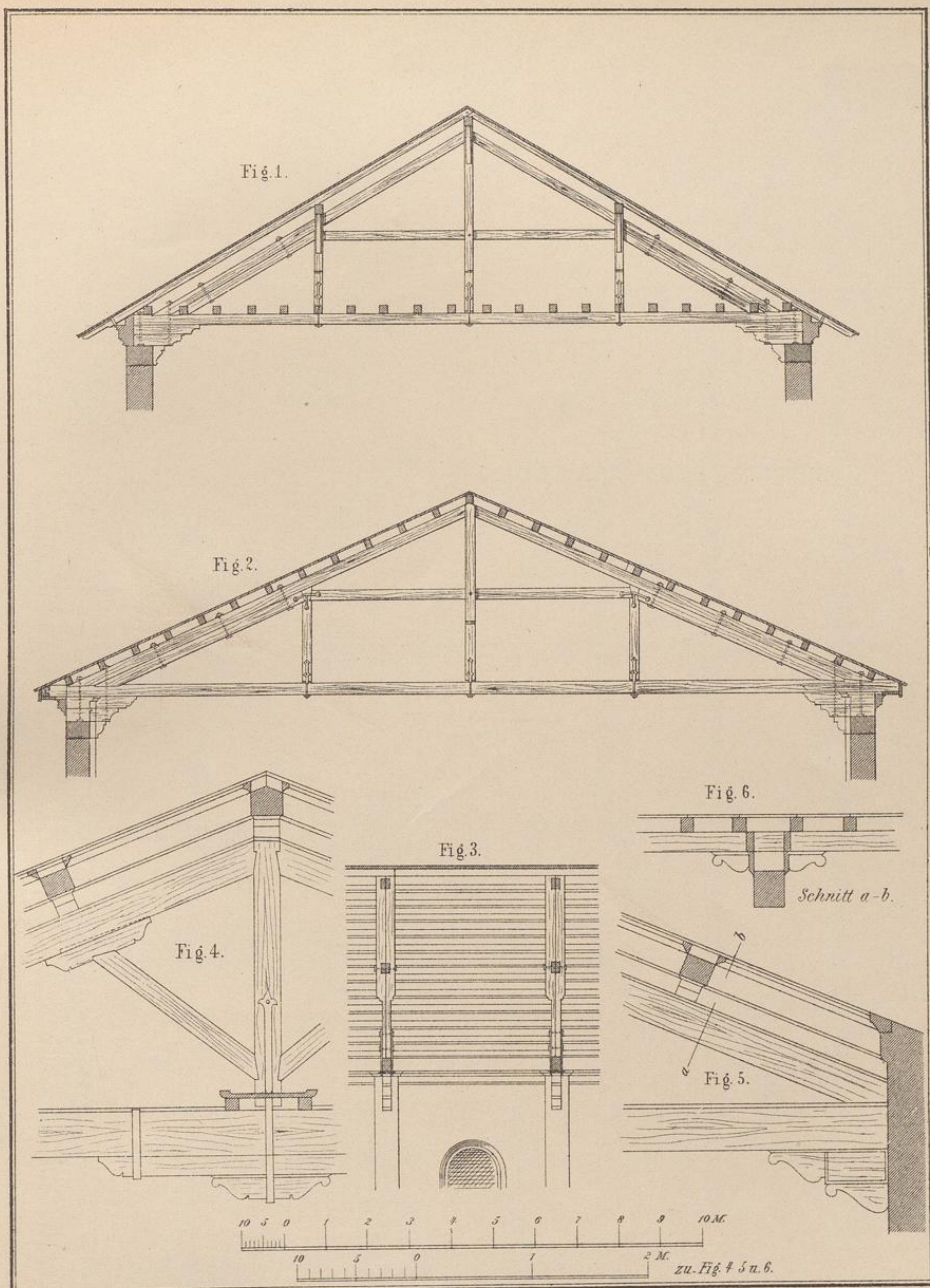 Fig.1.
Fig.2.
Fig.6.
Schnitt a-b.
Fig.3.
Fig.4.
b
a
Fig.5.
10 5 0 1 2 3 4 5 6 7 8 9 10 M.
10 5 0 1 2 M.
zu Fig. 4 5 u. 6.